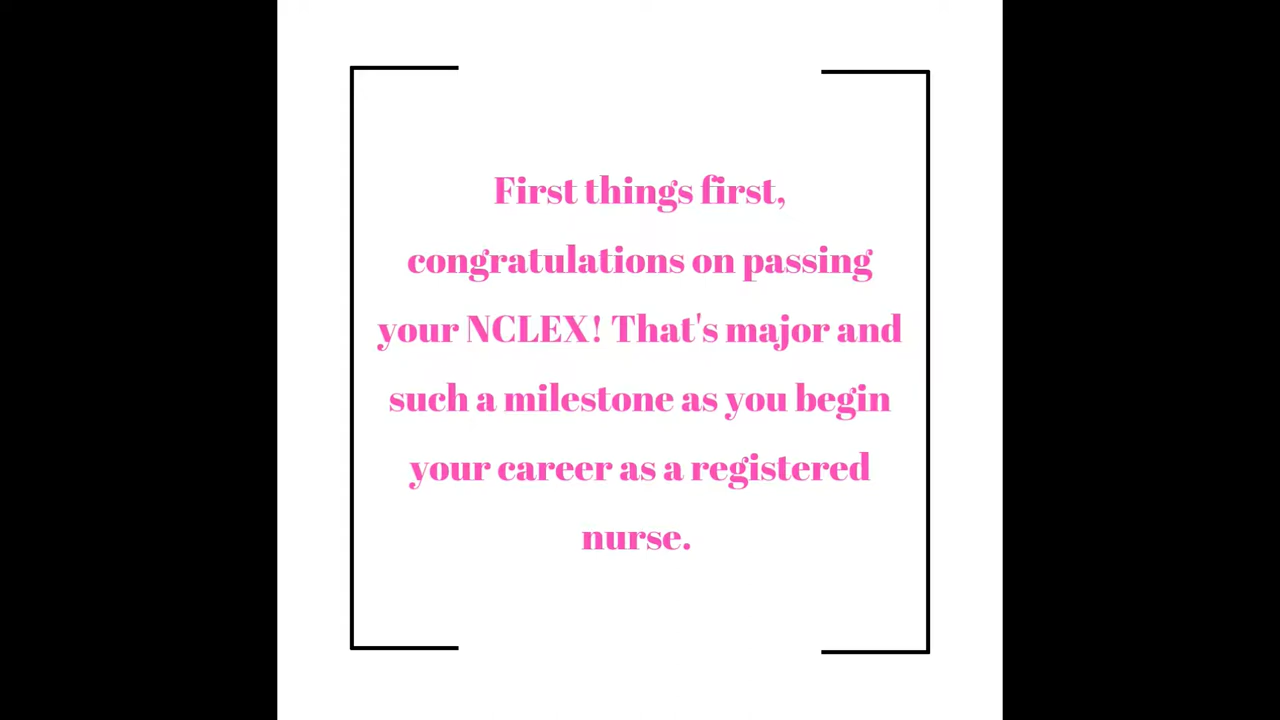 First things first,
congratulations on passing
your NCLEX! That's major and
such a milestone as you begin
your career as a registered
nurse.